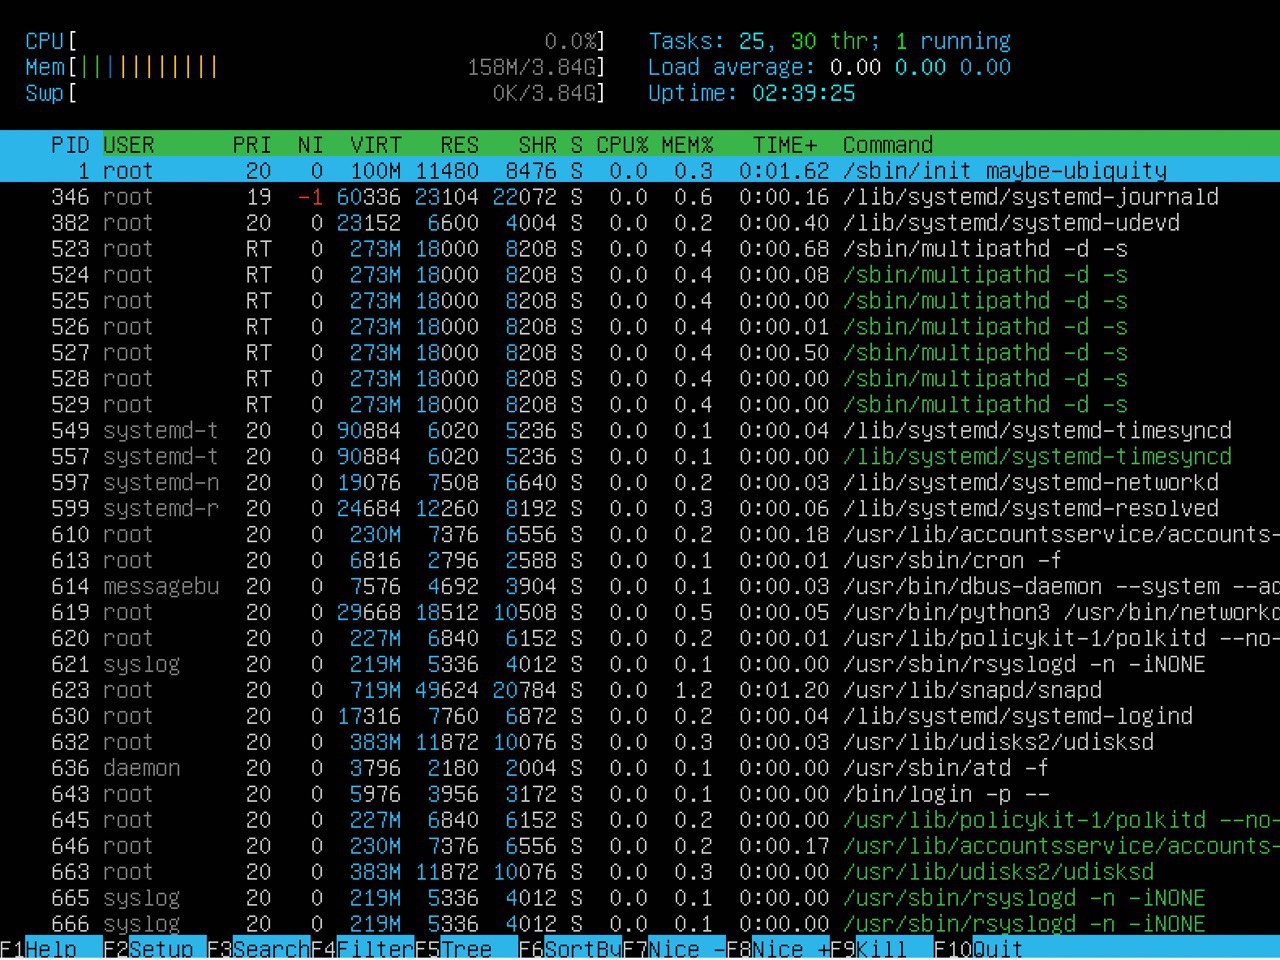 CPU[ 0.0%] Tasks: 25, 30 thr; 1 running
Mem[||||||||||| 158M/3.84G] Load average: 0.00 0.00 0.00
Swp[ 0K/3.84G] Uptime: 02:39:25
PID USER PRI NI VIRT RES SHR S CPU% MEM% TIME+ Command
1 root 20 0 100M 11480 8476 S 0.0 0.3 0:01.62 /sbin/init maybe-ubiquity
346 root 19 -1 60336 23104 22072 S 0.0 0.6 0:00.16 /lib/systemd/systemd-journald
382 root 20 0 23152 6600 4004 S 0.0 0.2 0:00.40 /lib/systemd/systemd-udevd
523 root RT 0 273M 18000 8208 S 0.0 0.4 0:00.68 /sbin/multipathd -d -s
524 root RT 0 273M 18000 8208 S 0.0 0.4 0:00.08 /sbin/multipathd -d -s
525 root RT 0 273M 18000 8208 S 0.0 0.4 0:00.00 /sbin/multipathd -d -s
526 root RT 0 273M 18000 8208 S 0.0 0.4 0:00.01 /sbin/multipathd -d -s
527 root RT 0 273M 18000 8208 S 0.0 0.4 0:00.50 /sbin/multipathd -d -s
528 root RT 0 273M 18000 8208 S 0.0 0.4 0:00.00 /sbin/multipathd -d -s
529 root RT 0 273M 18000 8208 S 0.0 0.4 0:00.00 /sbin/multipathd -d -s
549 systemd-t 20 0 90884 6020 5236 S 0.0 0.1 0:00.04 /lib/systemd/systemd-timesyncd
557 systemd-t 20 0 90884 6020 5236 S 0.0 0.1 0:00.00 /lib/systemd/systemd-timesyncd
597 systemd-n 20 0 19076 7508 6640 S 0.0 0.2 0:00.03 /lib/systemd/systemd-networkd
599 systemd-r 20 0 24684 12260 8192 S 0.0 0.3 0:00.06 /lib/systemd/systemd-resolved
610 root 20 0 230M 7376 6556 S 0.0 0.2 0:00.18 /usr/lib/accountsservice/accounts-
613 root 20 0 6816 2796 2588 S 0.0 0.1 0:00.01 /usr/sbin/cron -f
614 messagebu 20 0 7576 4692 3904 S 0.0 0.1 0:00.03 /usr/bin/dbus-daemon --system --ad
619 root 20 0 29668 18512 10508 S 0.0 0.5 0:00.05 /usr/bin/python3 /usr/bin/networkd
620 root 20 0 227M 6840 6152 S 0.0 0.2 0:00.01 /usr/lib/policykit-1/polkitd --no-
621 syslog 20 0 219M 5336 4012 S 0.0 0.1 0:00.00 /usr/sbin/rsyslogd -n -iNONE
623 root 20 0 719M 49624 20784 S 0.0 1.2 0:01.20 /usr/lib/snapd/snapd
630 root 20 0 17316 7760 6872 S 0.0 0.2 0:00.04 /lib/systemd/systemd-logind
632 root 20 0 383M 11872 10076 S 0.0 0.3 0:00.03 /usr/lib/udisks2/udisksd
636 daemon 20 0 3796 2180 2004 S 0.0 0.1 0:00.00 /usr/sbin/atd -f
643 root 20 0 5976 3956 3172 S 0.0 0.1 0:00.00 /bin/login -p --
645 root 20 0 227M 6840 6152 S 0.0 0.2 0:00.00 /usr/lib/policykit-1/polkitd --no-
646 root 20 0 230M 7376 6556 S 0.0 0.2 0:00.17 /usr/lib/accountsservice/accounts-
663 root 20 0 383M 11872 10076 S 0.0 0.3 0:00.00 /usr/lib/udisks2/udisksd
665 syslog 20 0 219M 5336 4012 S 0.0 0.1 0:00.00 /usr/sbin/rsyslogd -n -iNONE
666 syslog 20 0 219M 5336 4012 S 0.0 0.1 0:00.00 /usr/sbin/rsyslogd -n -iNONE
F1Help F2Setup F3SearchF4FilterF5Tree F6SortByF7Nice -F8Nice +F9Kill F10Quit